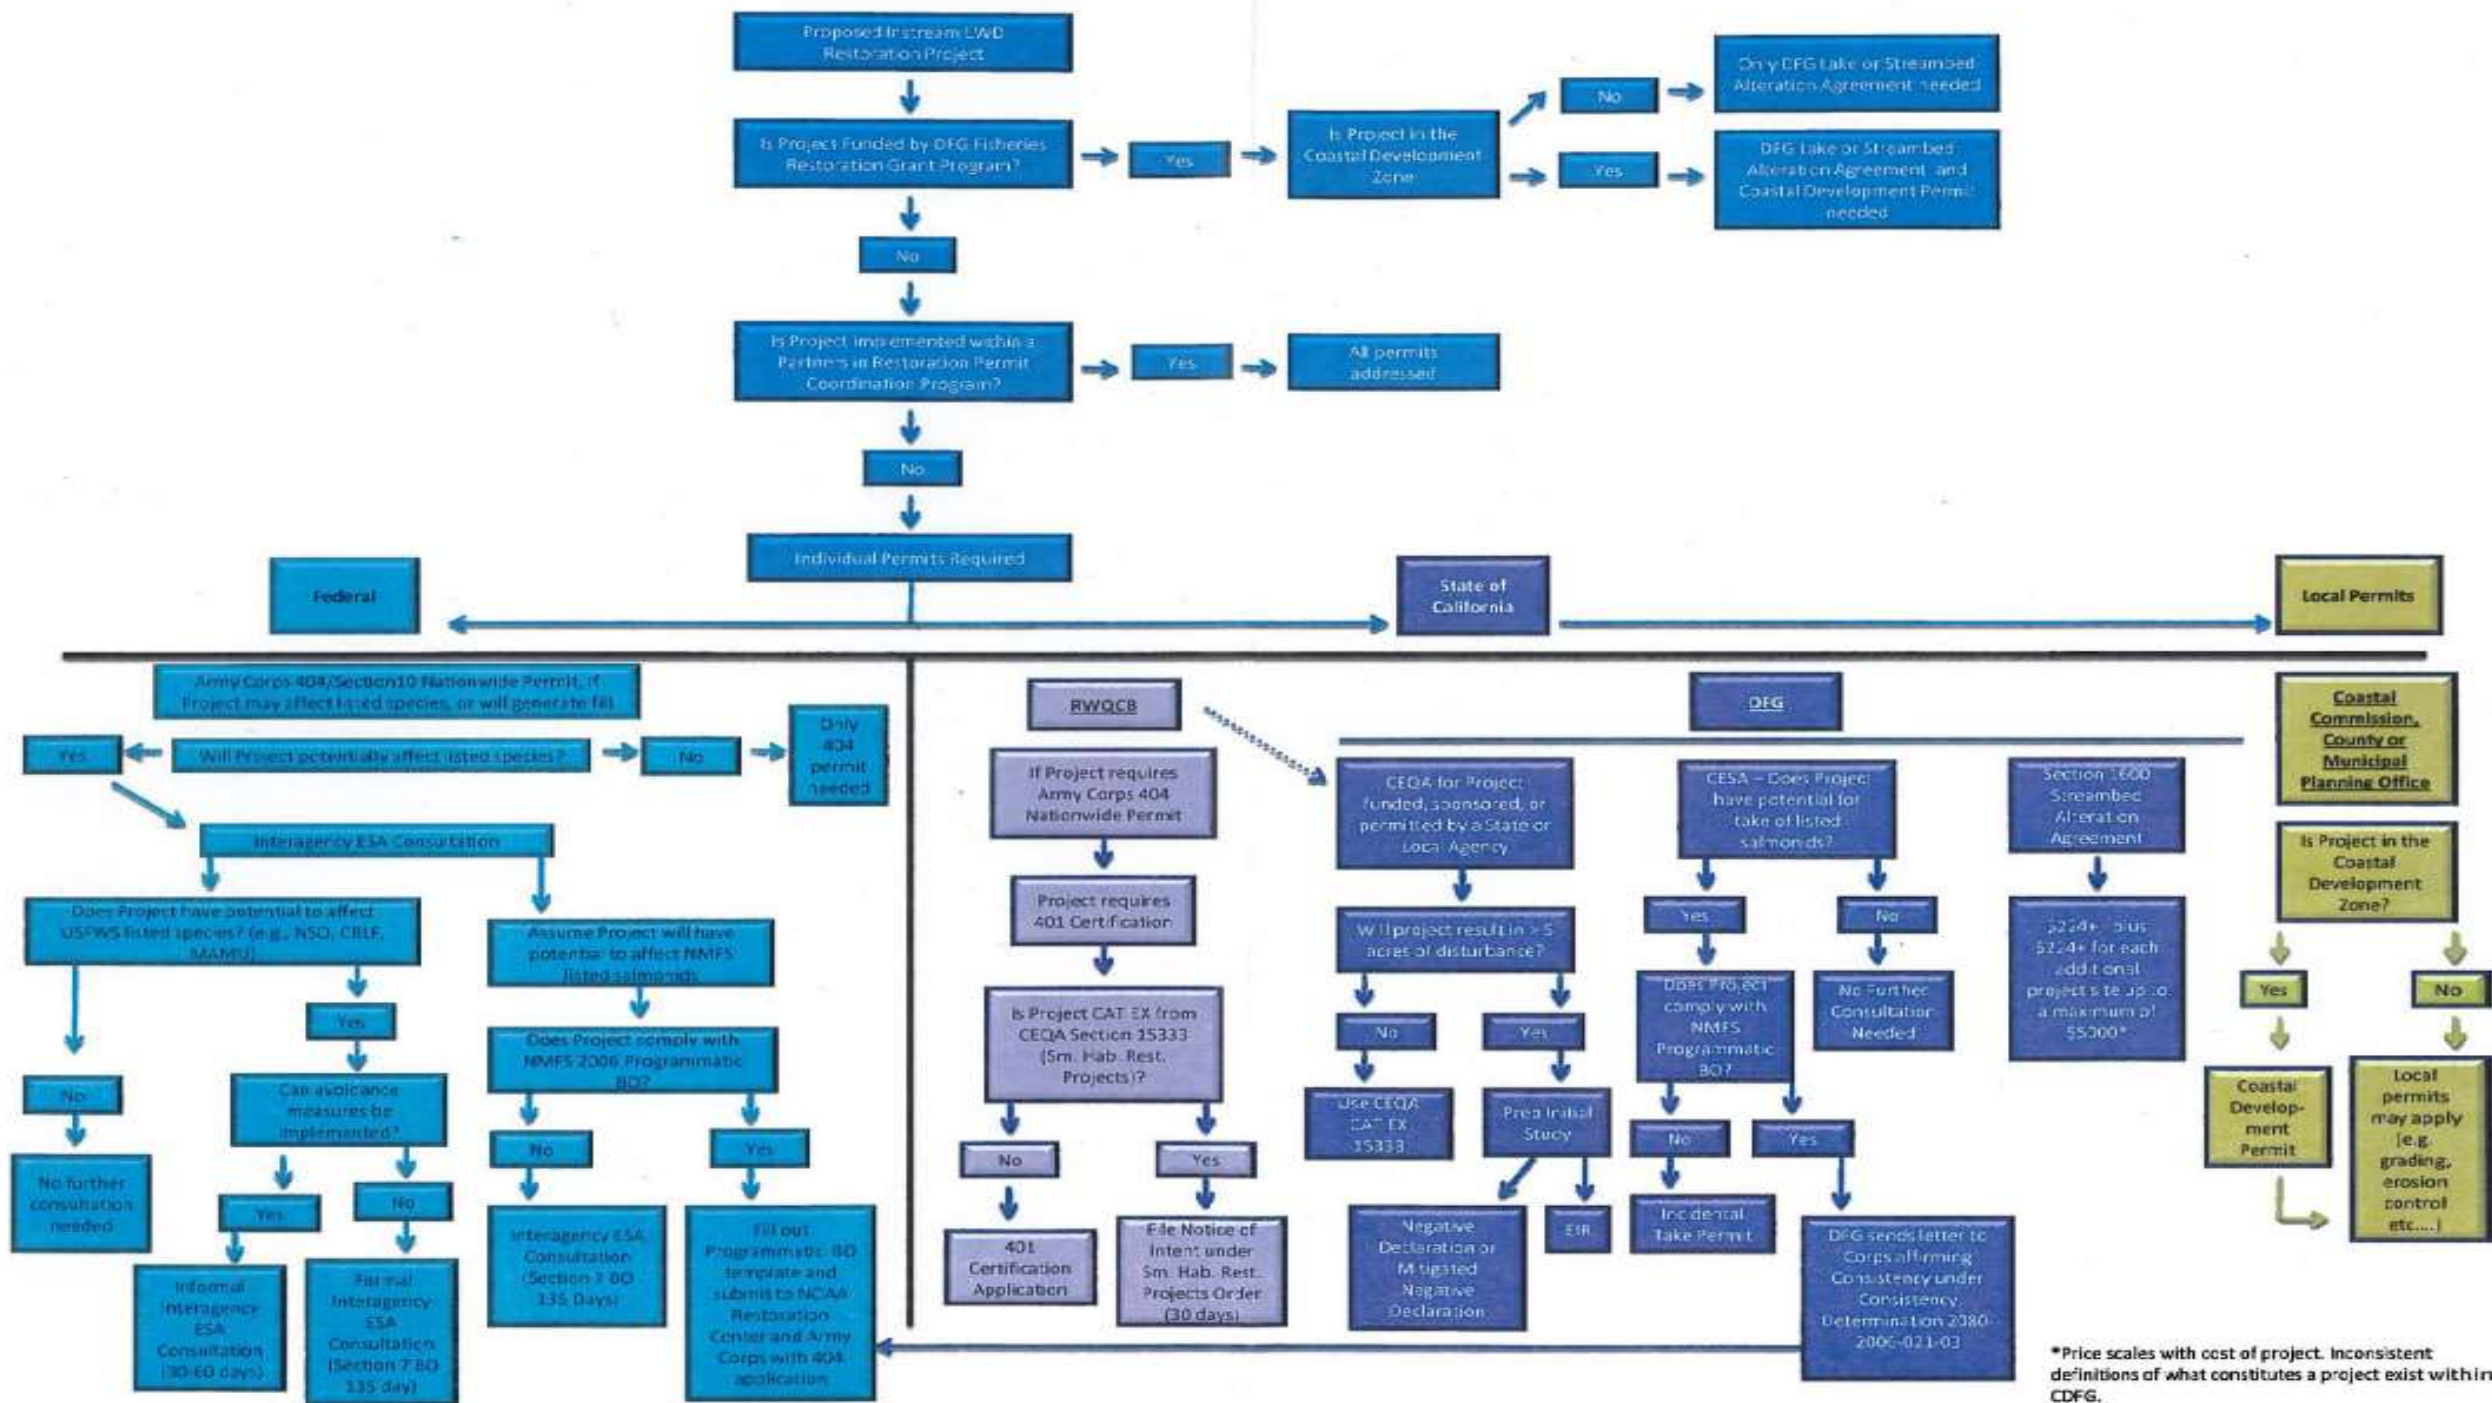 Proposed Instream LWD
Restoration Project
Is Project Funded by DFG Fisheries
Restoration Grant Program?
Yes
Is Project in the
Coastal Development
Zone
No
Only DFG Lake or Streambed
Alteration Agreement needed
Yes
DFG Lake or Streambed
Alteration Agreement and
Coastal Development Permit
needed
No
Is Project implemented within a
Partners in Restoration Permit
Coordination Program?
Yes
All permits
addressed
No
Individual Permits Required
Federal
State of
California
Local Permits
Army Corps 404/Section10 Nationwide Permit, if
Project may affect listed species, or will generate fill
Will Project potentially affect listed species?
Yes
No
Only
404
permit
needed
Interagency ESA Consultation
Does Project have potential to affect
USFWS listed species? (e.g., NSO, CRLF,
MAMU)
No
No further
consultation
needed
Yes
Can avoidance
measures be
implemented?
Yes
Informal
Interagency
ESA
Consultation
(30-60 days)
No
Formal
Interagency
ESA
Consultation
(Section 7 BO
135 day)
Assume Project will have
potential to affect NMFS
listed salmonids
Does Project comply with
NMFS 2006 Programmatic
BO?
No
Interagency ESA
Consultation
(Section 7 BO
135 Days)
Yes
Fill out
Programmatic BO
template and
submit to NOAA
Restoration
Center and Army
Corps with 404
application
RWQCB
If Project requires
Army Corps 404
Nationwide Permit
Project requires
401 Certification
Is Project CAT EX from
CEQA Section 15333
(Sm. Hab. Rest.
Projects)?
No
401
Certification
Application
Yes
File Notice of
Intent under
Sm. Hab. Rest.
Projects Order
(30 days)
DFG
CEQA for Project
funded, sponsored, or
permitted by a State or
Local Agency
Will project result in > 5
acres of disturbance?
No
Use CEQA
CAT EX
15333
Yes
Prep Initial
Study
Negative
Declaration or
Mitigated
Negative
Declaration
EIR
CESA – Does Project
have potential for
take of listed
salmonids?
Yes
Does Project
comply with
NMFS
Programmatic
BO?
No
Incidental
Take Permit
Yes
DFG sends letter to
Corps affirming
Consistency under
Consistency
Determination 2080-
2006-021-03
No
No Further
Consultation
Needed
Section 1600
Streambed
Alteration
Agreement
$224+ plus
$224+ for each
additional
project site up to
a maximum of
$5000*
Coastal
Commission,
County or
Municipal
Planning Office
Is Project in the
Coastal
Development
Zone?
Yes
Coastal
Develop-
ment
Permit
No
Local
permits
may apply
(e.g.
grading,
erosion
control
etc....)
*Price scales with cost of project. Inconsistent
definitions of what constitutes a project exist within
CDFG.